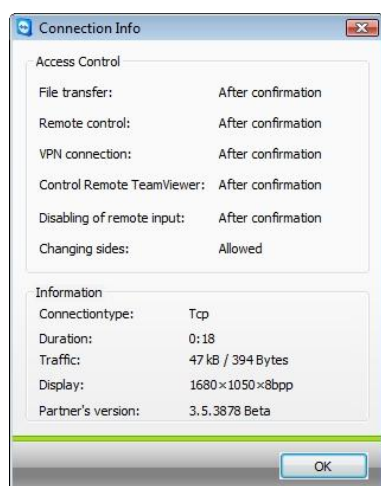 Connection Info
Access Control
File transfer: After confirmation
Remote control: After confirmation
VPN connection: After confirmation
Control Remote TeamViewer: After confirmation
Disabling of remote input: After confirmation
Changing sides: Allowed
Information
Connectiontype: Tcp
Duration: 0:18
Traffic: 47 kB / 394 Bytes
Display: 1680×1050×8bpp
Partner's version: 3.5.3878 Beta
OK